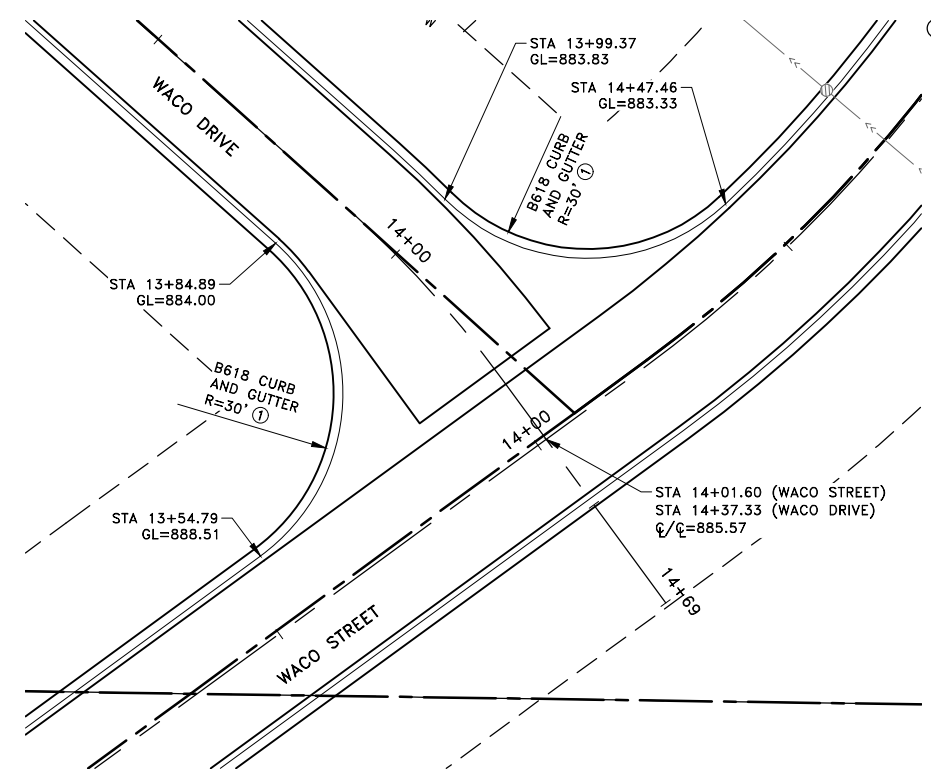 STA 13+99.37
GL=883.83
STA 14+47.46
GL=883.33
WACO DRIVE
B618 CURB
AND GUTTER
R=30' ①
14+00
STA 13+84.89
GL=884.00
B618 CURB
AND GUTTER
R=30' ①
14+00
STA 14+01.60 (WACO STREET)
STA 14+37.33 (WACO DRIVE)
℄/℄=885.57
STA 13+54.79
GL=888.51
14+69
WACO STREET